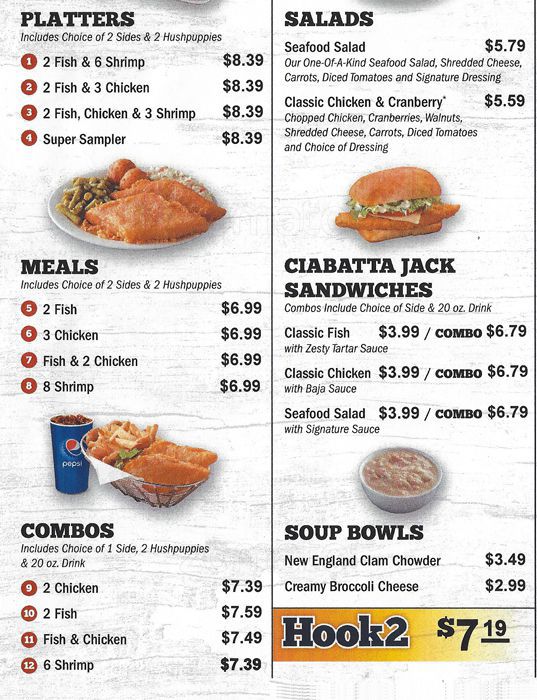 PLATTERS
Includes Choice of 2 Sides & 2 Hushpuppies
1 2 Fish & 6 Shrimp $8.39
2 2 Fish & 3 Chicken $8.39
3 2 Fish, Chicken & 3 Shrimp $8.39
4 Super Sampler $8.39
MEALS
Includes Choice of 2 Sides & 2 Hushpuppies
5 2 Fish $6.99
6 3 Chicken $6.99
7 Fish & 2 Chicken $6.99
8 8 Shrimp $6.99
pepsi
COMBOS
Includes Choice of 1 Side, 2 Hushpuppies
& 20 oz. Drink
9 2 Chicken $7.39
10 2 Fish $7.59
11 Fish & Chicken $7.49
12 6 Shrimp $7.39
SALADS
Seafood Salad $5.79
Our One-Of-A-Kind Seafood Salad, Shredded Cheese,
Carrots, Diced Tomatoes and Signature Dressing
Classic Chicken & Cranberry* $5.59
Chopped Chicken, Cranberries, Walnuts,
Shredded Cheese, Carrots, Diced Tomatoes
and Choice of Dressing
CIABATTA JACK
SANDWICHES
Combos Include Choice of Side & 20 oz. Drink
Classic Fish $3.99 / COMBO $6.79
with Zesty Tartar Sauce
Classic Chicken $3.99 / COMBO $6.79
with Baja Sauce
Seafood Salad $3.99 / COMBO $6.79
with Signature Sauce
SOUP BOWLS
New England Clam Chowder $3.49
Creamy Broccoli Cheese $2.99
Hook2 $7.19